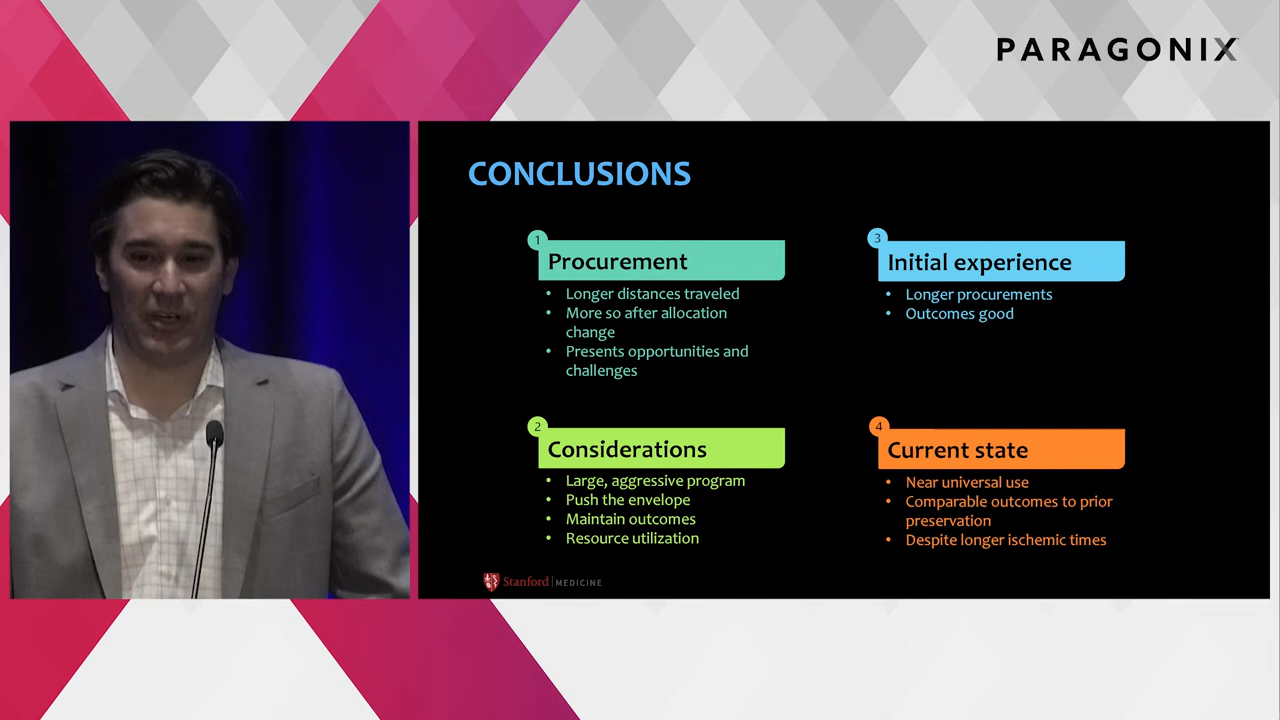 PARAGONIX
CONCLUSIONS
1
Procurement
• Longer distances traveled
• More so after allocation
change
• Presents opportunities and
challenges
2
Considerations
• Large, aggressive program
• Push the envelope
• Maintain outcomes
• Resource utilization
3
Initial experience
• Longer procurements
• Outcomes good
4
Current state
• Near universal use
• Comparable outcomes to prior
preservation
• Despite longer ischemic times
Stanford | MEDICINE